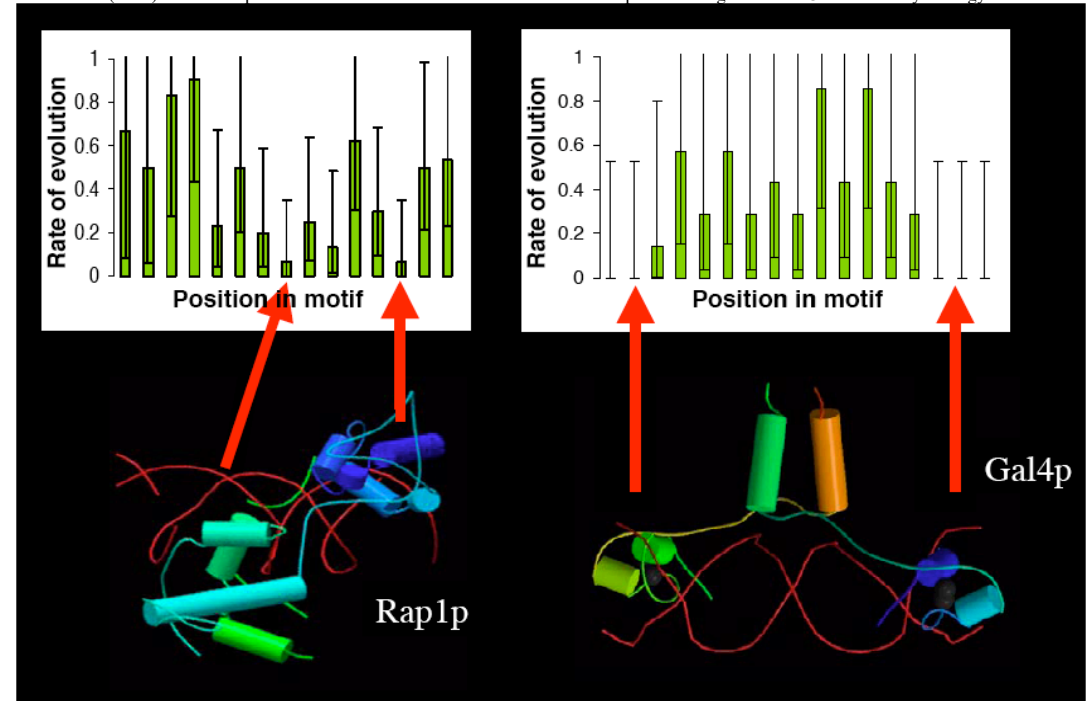 Rate of evolution
1
0.8
0.6
0.4
0.2
0
Position in motif
Rate of evolution
1
0.8
0.6
0.4
0.2
0
Position in motif
Gal4p
Rap1p